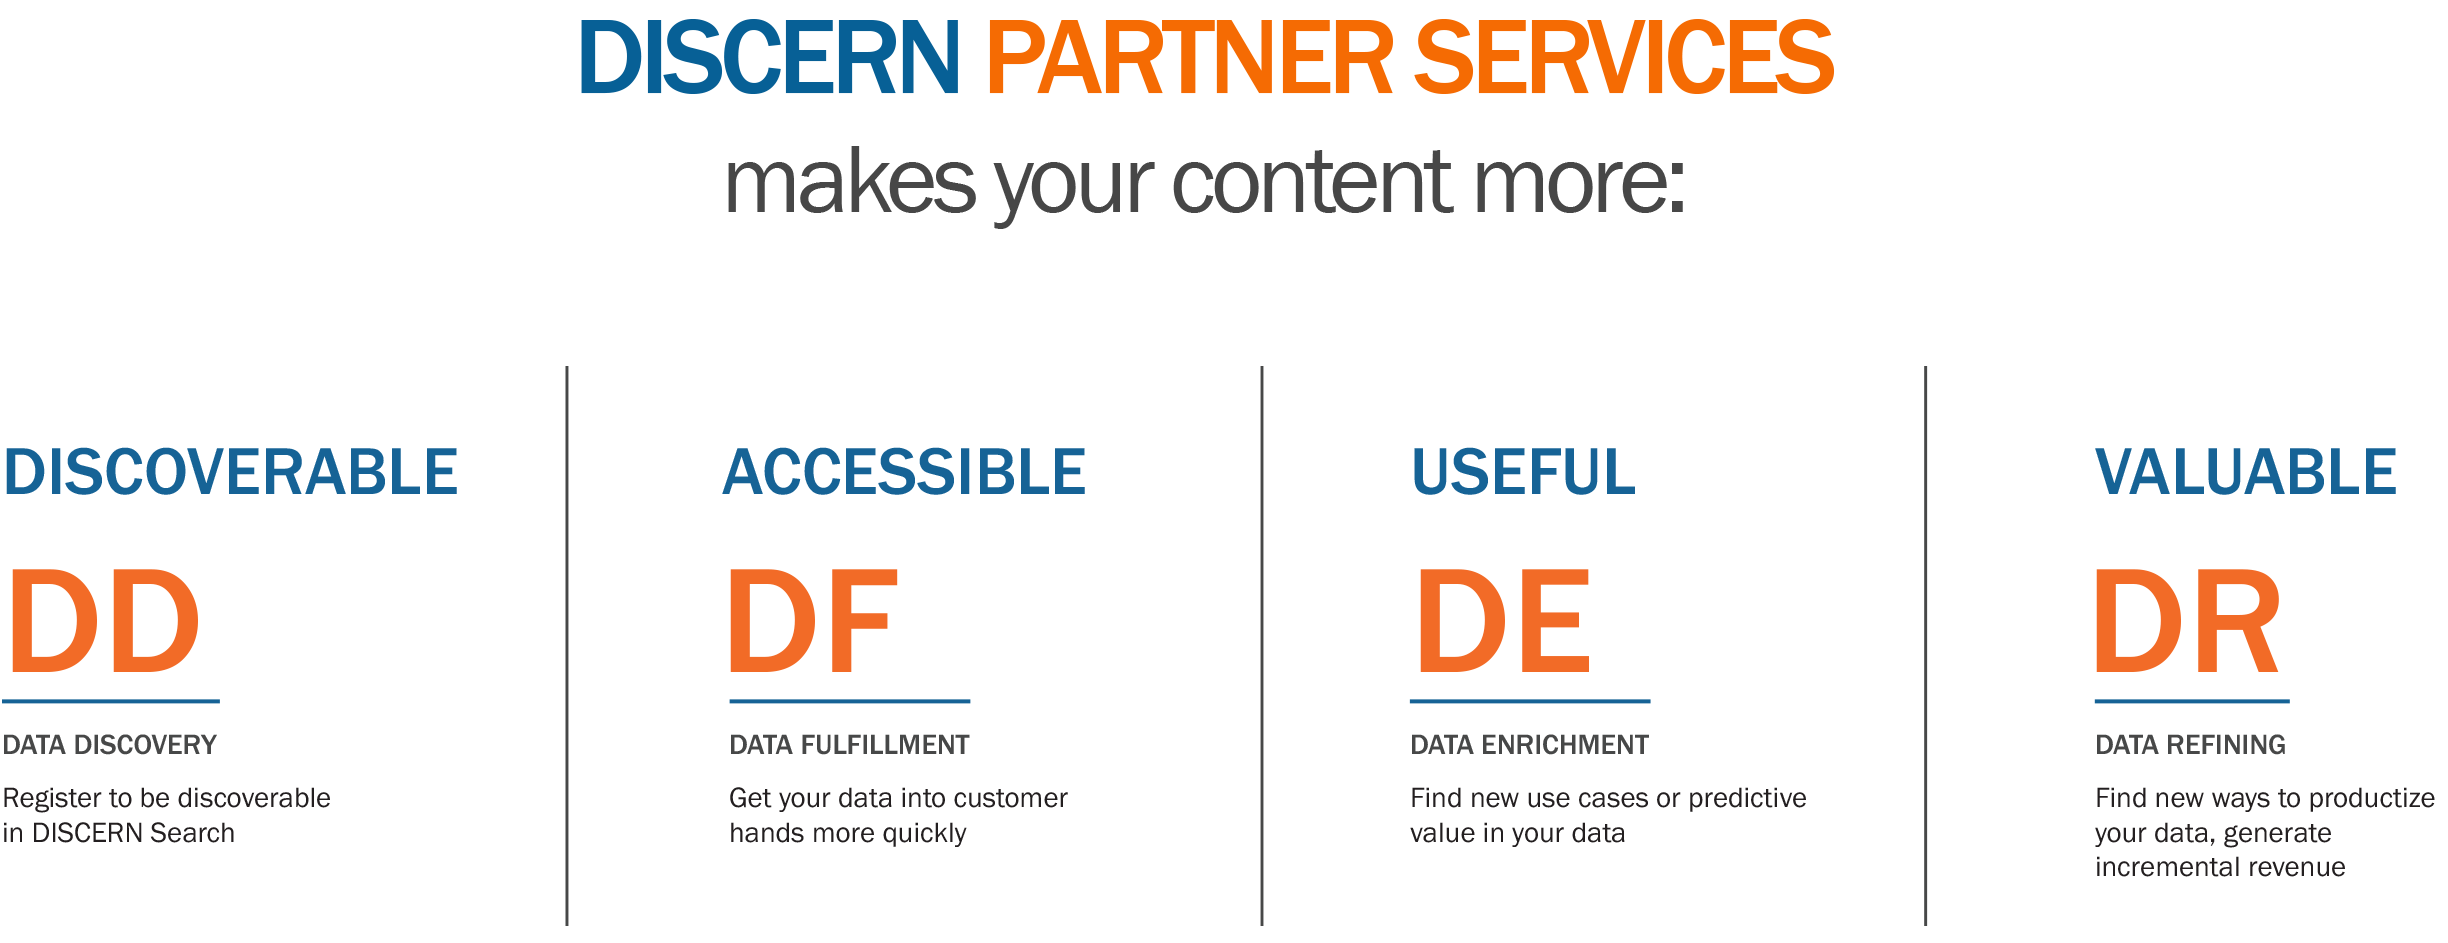 DISCERN PARTNER SERVICES
makes your content more:
DISCOVERABLE
DD
DATA DISCOVERY
Register to be discoverable
in DISCERN Search
ACCESSIBLE
DF
DATA FULFILLMENT
Get your data into customer
hands more quickly
USEFUL
DE
DATA ENRICHMENT
Find new use cases or predictive
value in your data
VALUABLE
DR
DATA REFINING
Find new ways to productize
your data, generate
incremental revenue